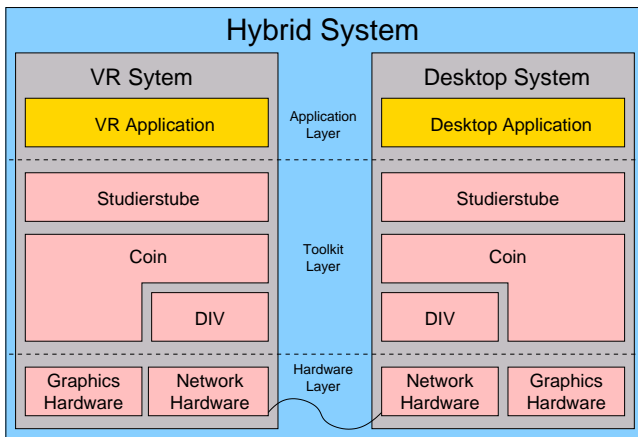 Hybrid System
VR Sytem
VR Application
Studierstube
Coin
DIV
Graphics
Hardware
Network
Hardware
Application
Layer
Toolkit
Layer
Hardware
Layer
Desktop System
Desktop Application
Studierstube
Coin
DIV
Network
Hardware
Graphics
Hardware